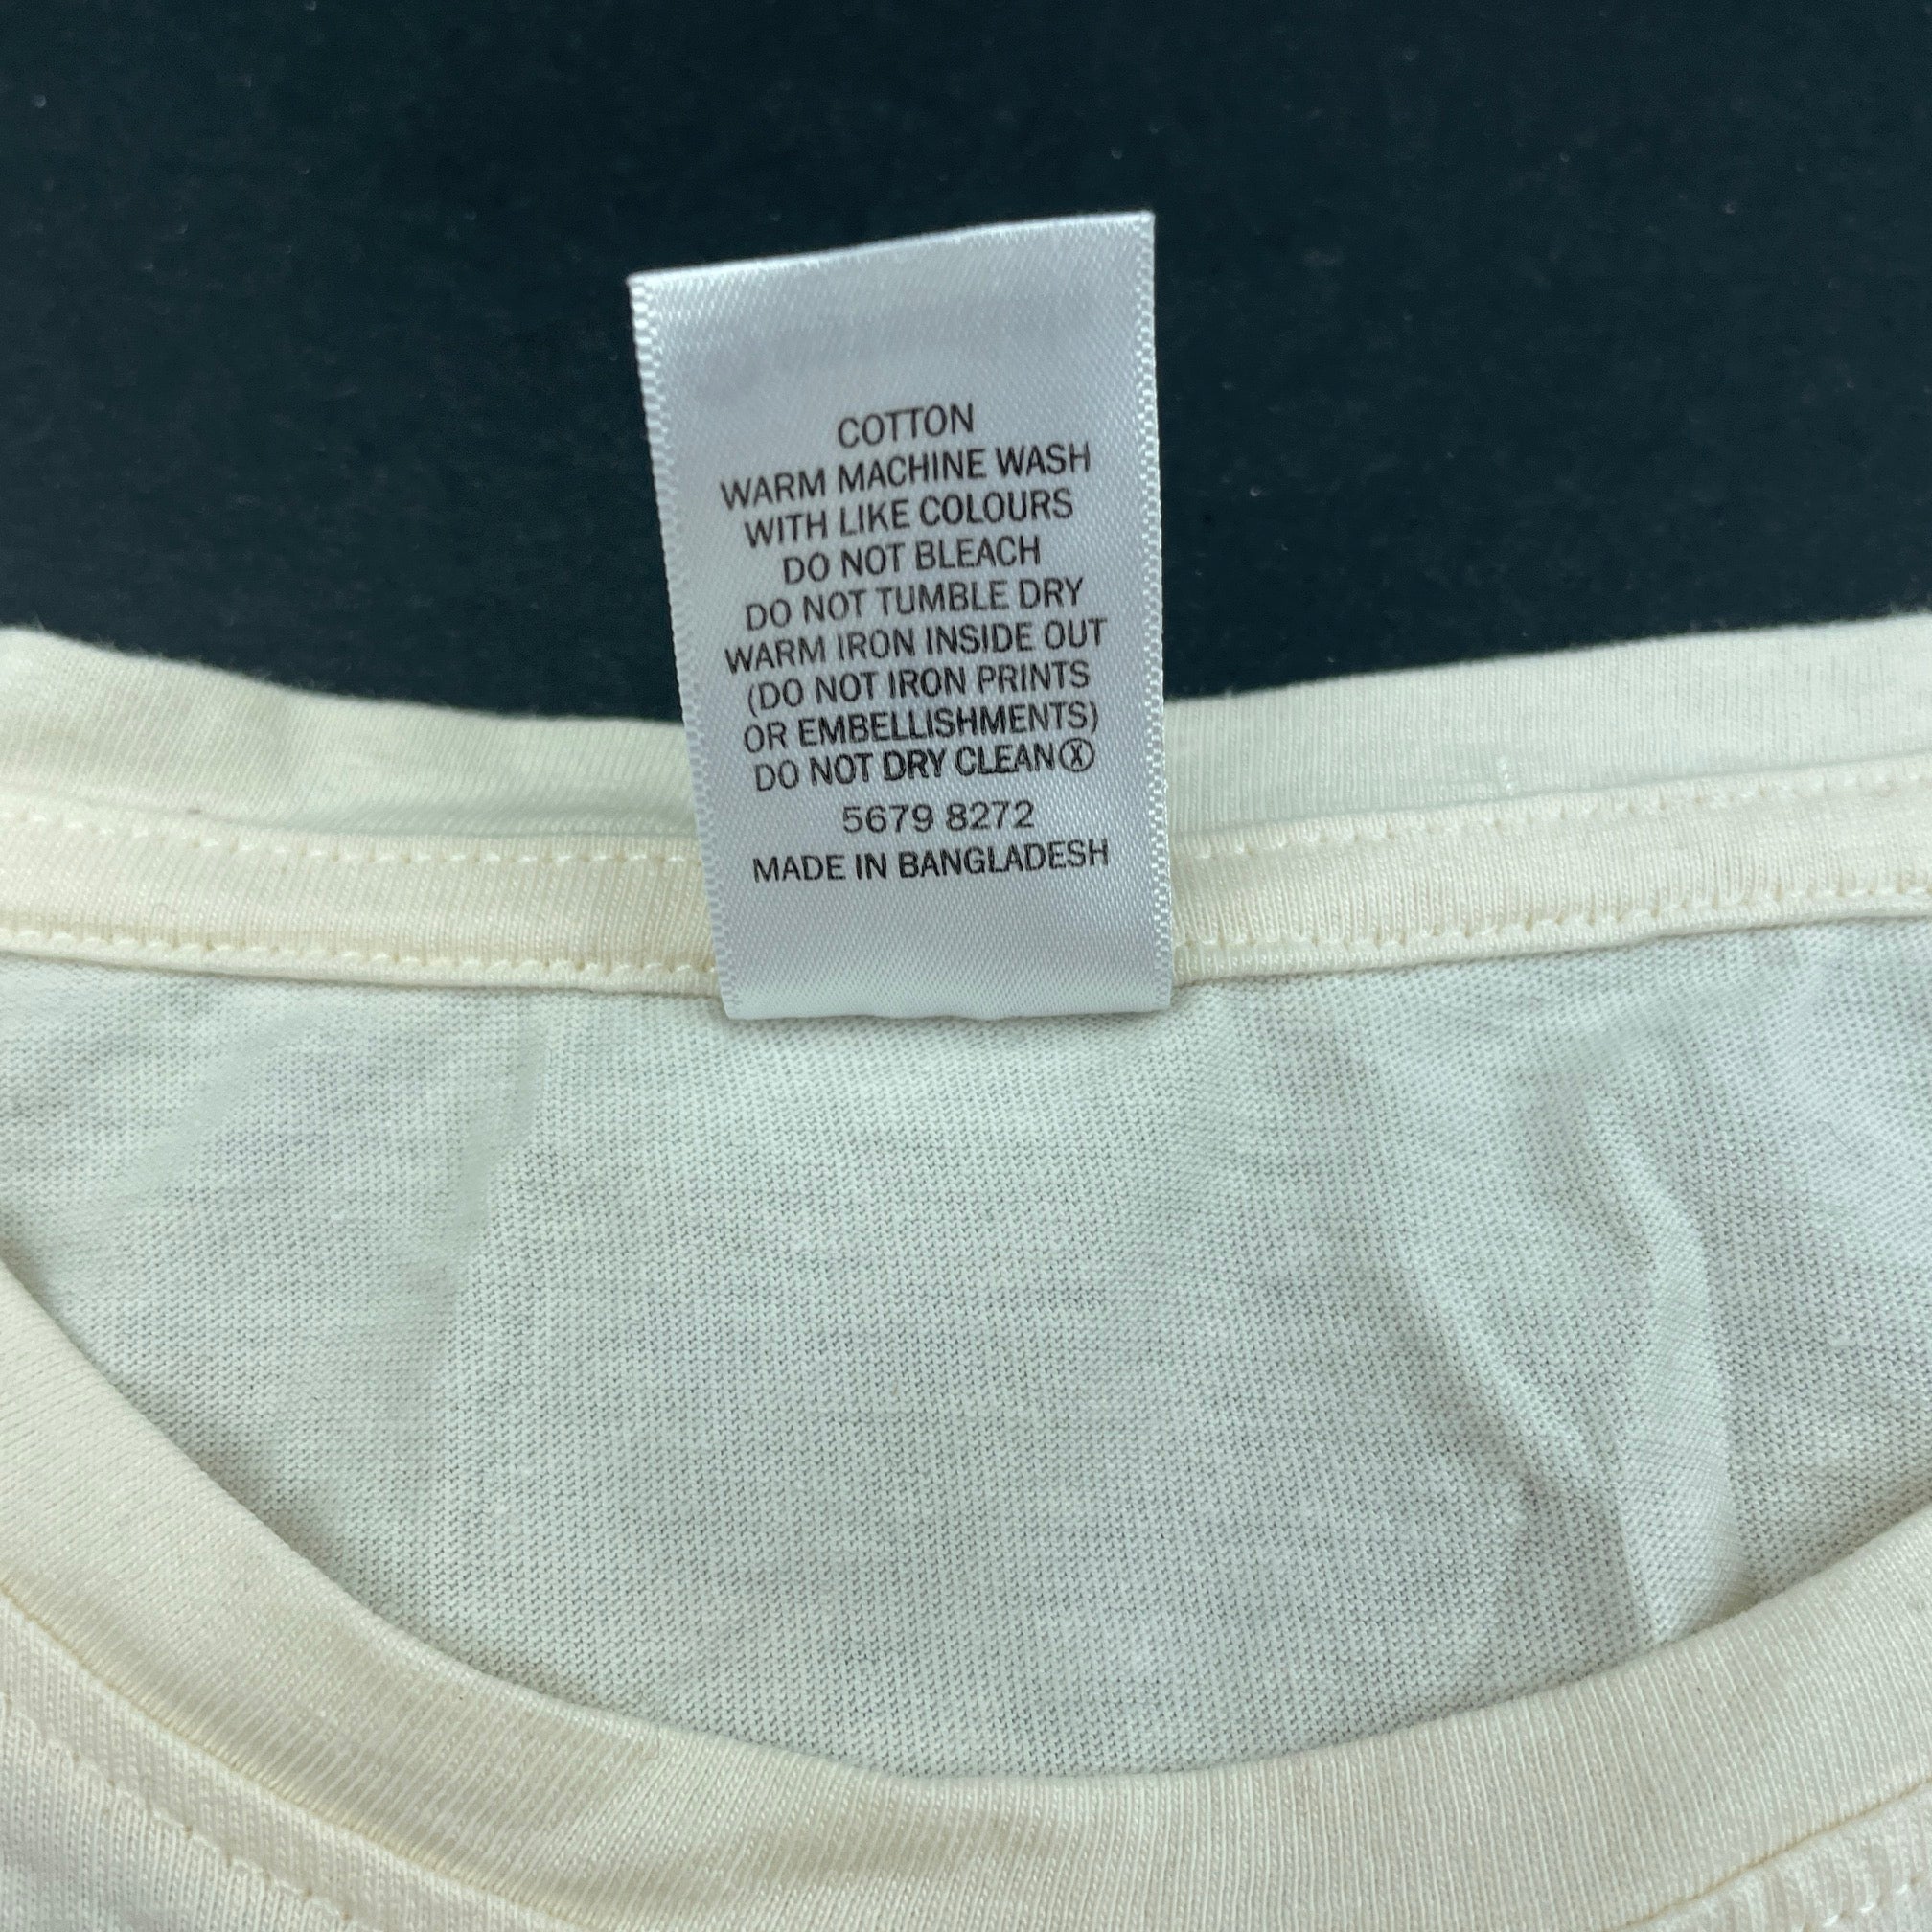 COTTON
WARM MACHINE WASH
WITH LIKE COLOURS
DO NOT BLEACH
DO NOT TUMBLE DRY
WARM IRON INSIDE OUT
(DO NOT IRON PRINTS
OR EMBELLISHMENTS)
DO NOT DRY CLEANⓍ
5679 8272
MADE IN BANGLADESH